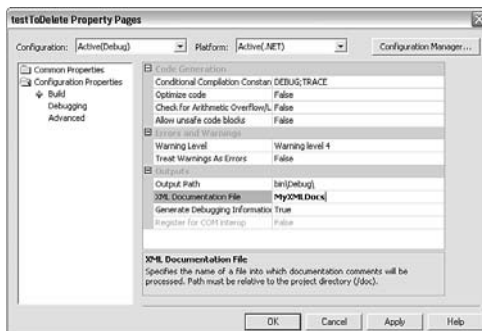 testToDelete Property Pages
Configuration: Active(Debug) Platform: Active(.NET) Configuration Manager...
Common Properties
Configuration Properties
Build
Debugging
Advanced
Code Generation
Conditional Compilation Constan DEBUG;TRACE
Optimize code False
Check for Arithmetic Overflow/L False
Allow unsafe code blocks False
Errors and Warnings
Warning Level Warning level 4
Treat Warnings As Errors False
Outputs
Output Path bin\Debug\
XML Documentation File MyXMLDocs
Generate Debugging Informatio True
Register for COM interop False
XML Documentation File
Specifies the name of a file into which documentation comments will be
processed. Path must be relative to the project directory (/doc).
OK Cancel Apply Help